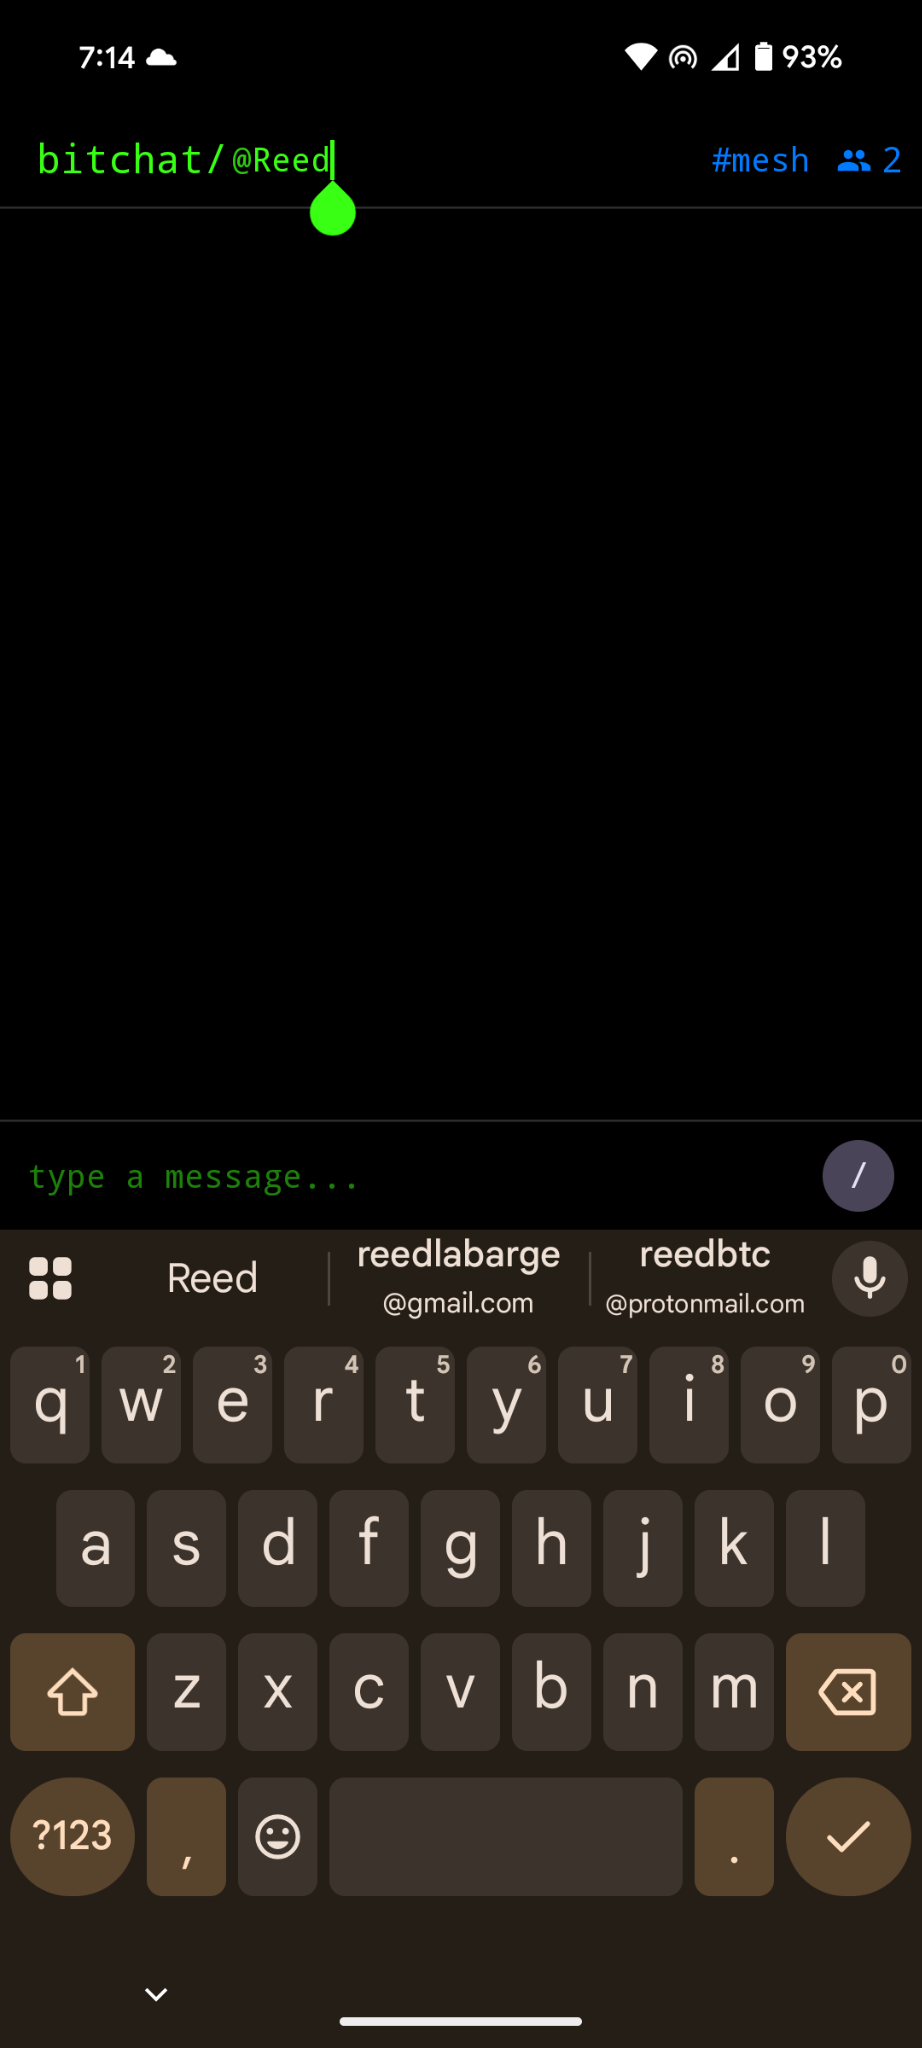 7:14 93%
bitchat/@Reed #mesh 2
type a message... /
Reed reedlabarge reedbtc
@gmail.com @protonmail.com
1 2 3 4 5 6 7 8 9 0
q w e r t y u i o p
a s d f g h j k l
z x c v b n m
?123 , .